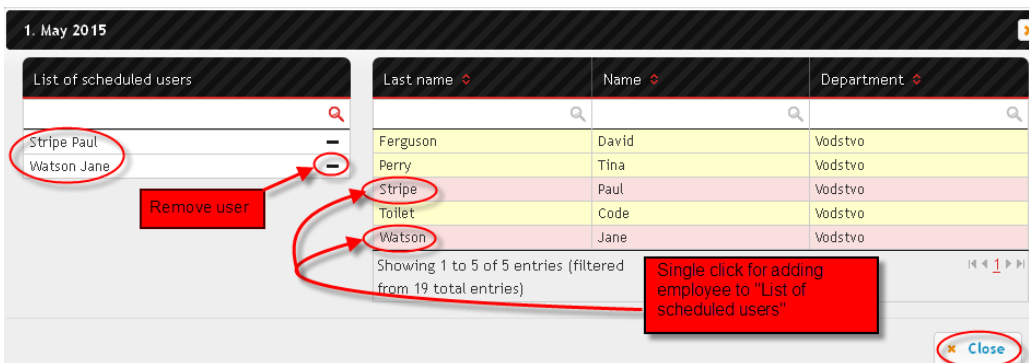 1. May 2015
List of scheduled users
Last name Name Department
Stripe Paul
Watson Jane
Remove user
Ferguson David Vodstvo
Perry Tina Vodstvo
Stripe Paul Vodstvo
Toilet Code Vodstvo
Watson Jane Vodstvo
Showing 1 to 5 of 5 entries (filtered
from 19 total entries)
1
Single click for adding
employee to "List of
scheduled users"
Close